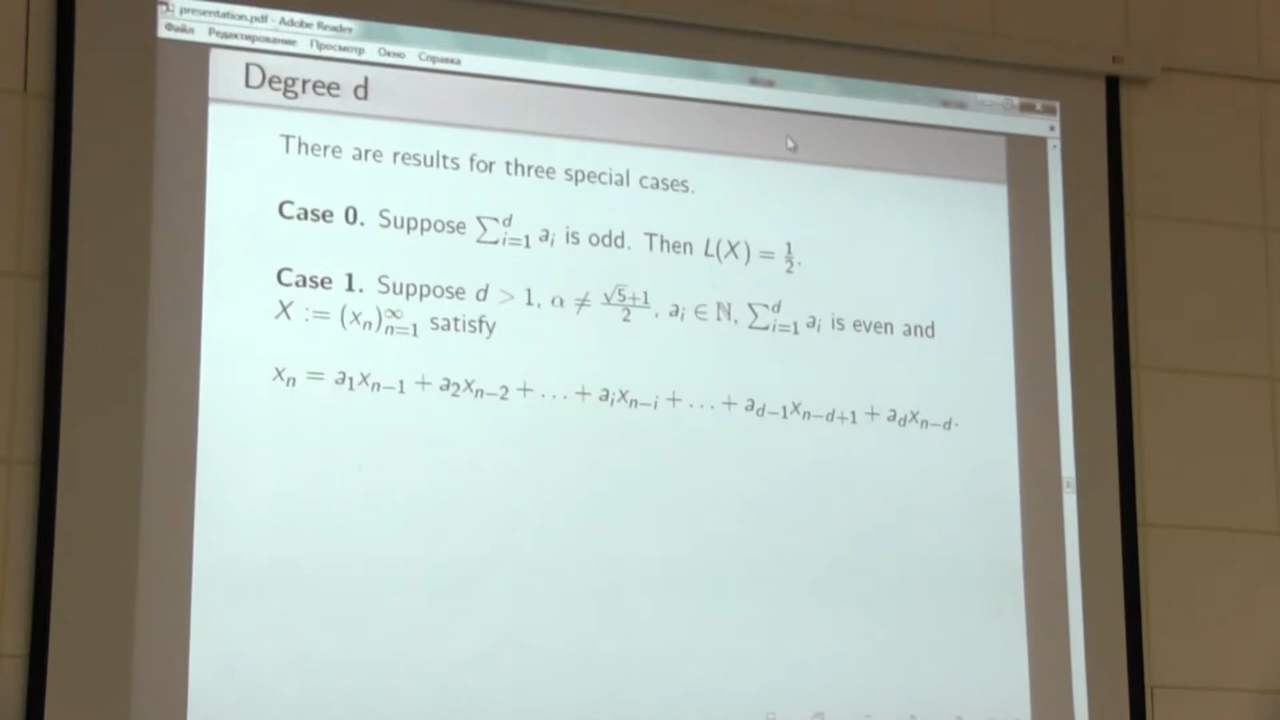 presentation.pdf - Adobe Reader
Файл Редактирование Просмотр Окно Справка
Degree d
There are results for three special cases.
Case 0. Suppose ∑_{i=1}^{d} a_i is odd. Then L(X) = 1/2.
Case 1. Suppose d > 1, α ≠ (√5+1)/2, a_i ∈ ℕ, ∑_{i=1}^{d} a_i is even and
X := (x_n)_{n=1}^{∞} satisfy
x_n = a_1x_{n−1} + a_2x_{n−2} + … + a_ix_{n−i} + … + a_{d−1}x_{n−d+1} + a_dx_{n−d}.